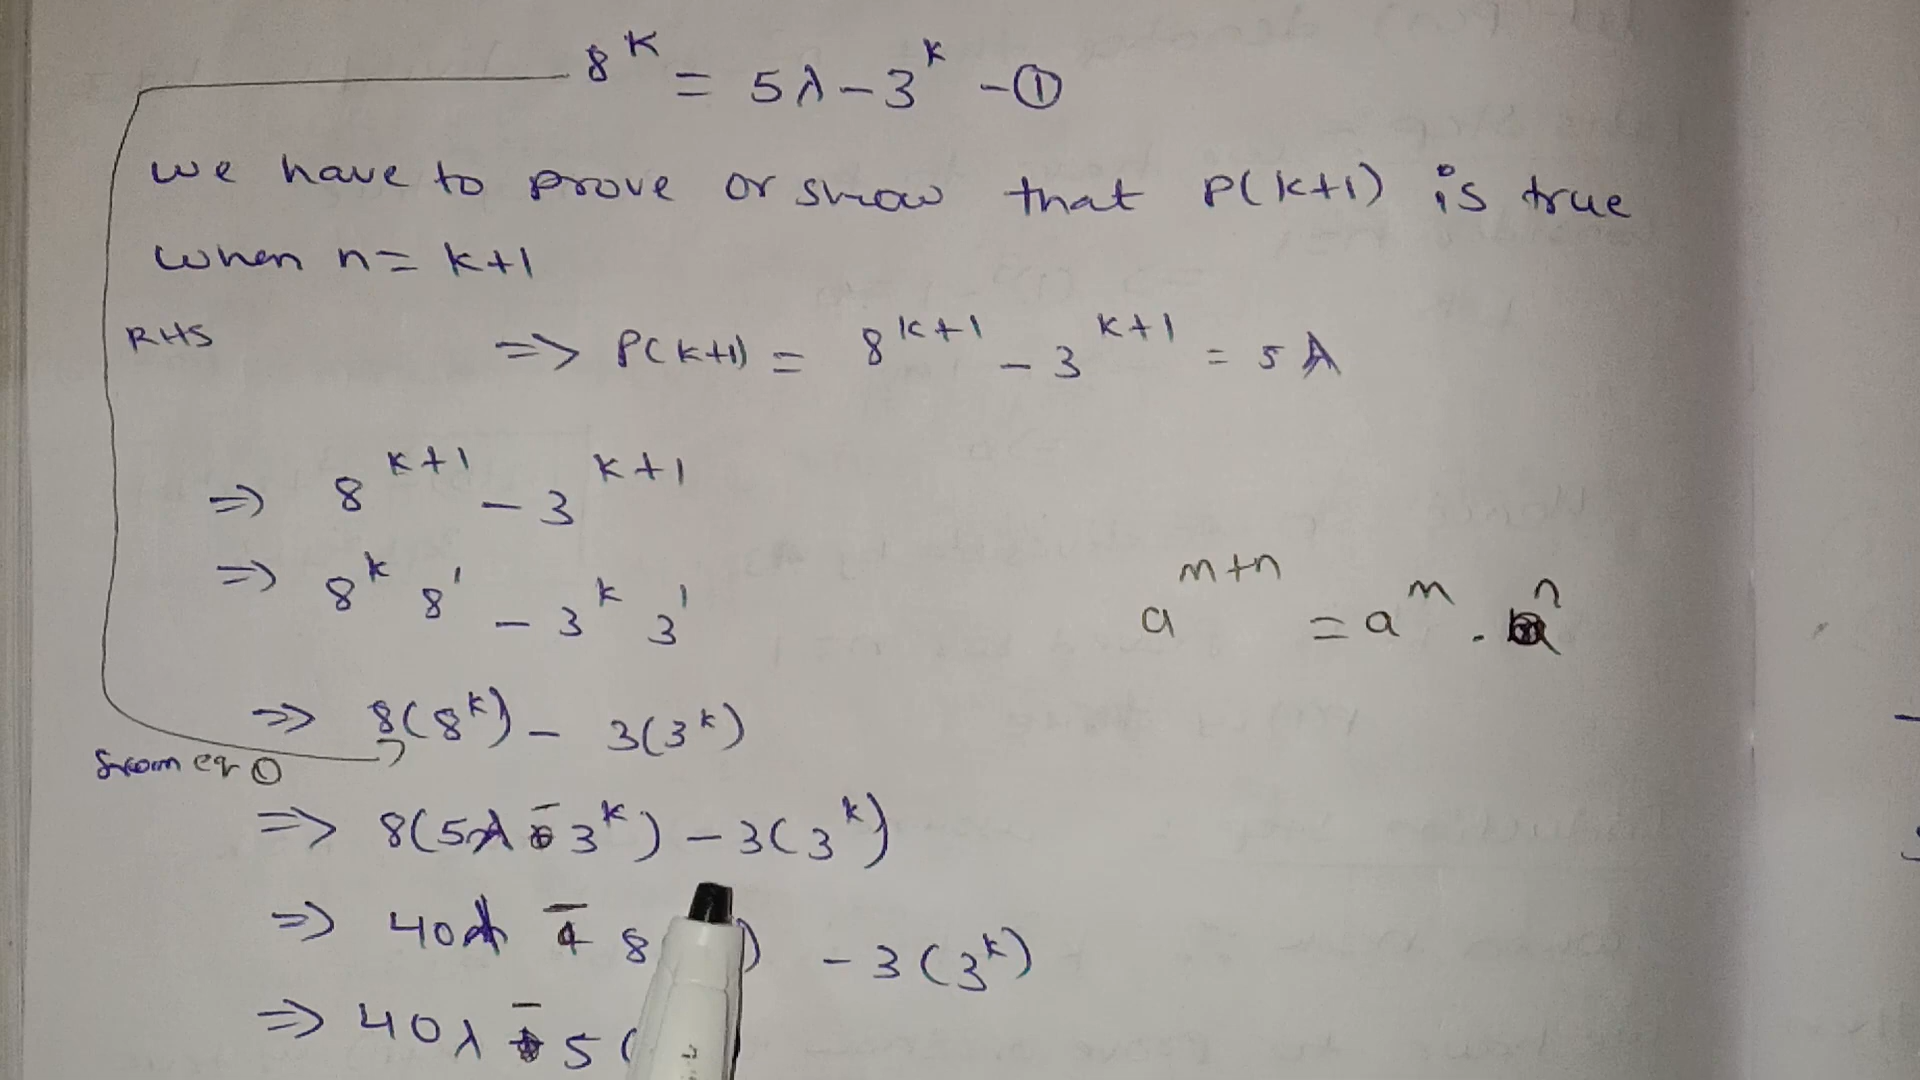 8^k = 5λ - 3^k - ①
we have to prove or show that P(k+1) is true
when n = k+1
RHS => P(k+1) = 8^{k+1} - 3^{k+1} = 5λ
=> 8^{k+1} - 3^{k+1}
=> 8^k 8^1 - 3^k 3^1
a^{m+n} = a^m . a^n
=> 8(8^k) - 3(3^k)
from eq ①
=> 8(5λ - 3^k) - 3(3^k)
=> 40λ - 8 ) - 3(3^k)
=> 40λ - 5(